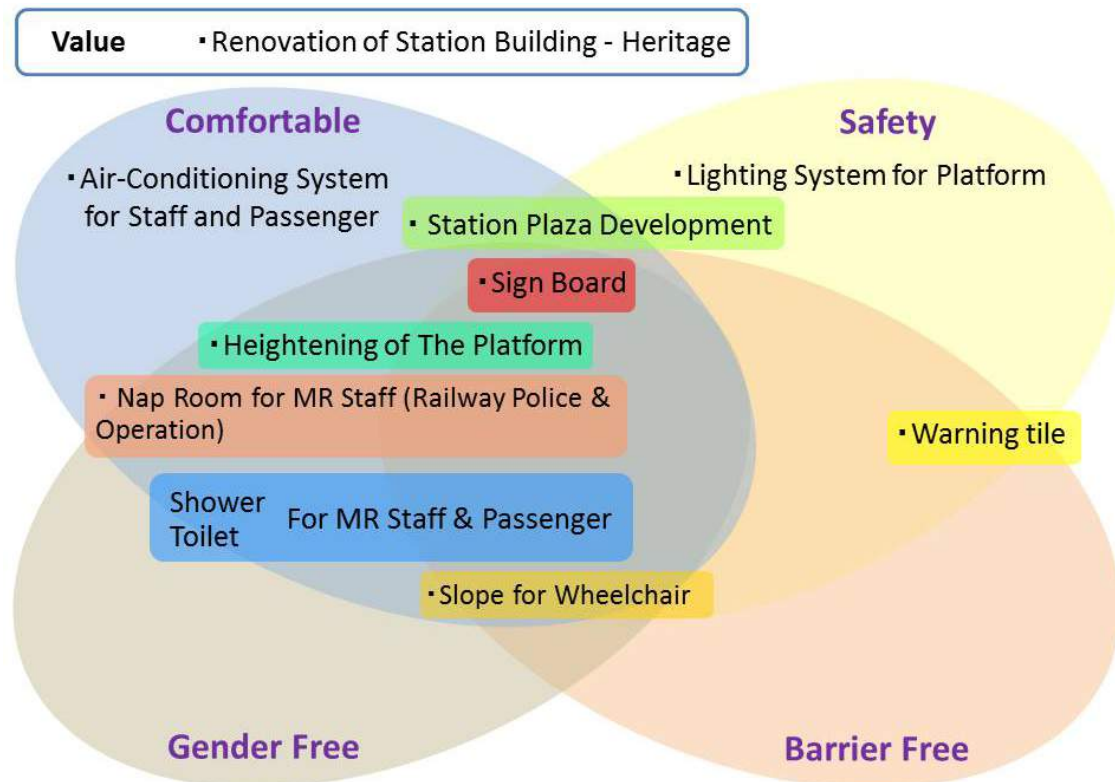 Value ・Renovation of Station Building - Heritage
Comfortable
Safety
・Air-Conditioning System
for Staff and Passenger
・Lighting System for Platform
・Station Plaza Development
・Sign Board
・Heightening of The Platform
・Nap Room for MR Staff (Railway Police &
Operation)
・Warning tile
Shower
Toilet
For MR Staff & Passenger
・Slope for Wheelchair
Gender Free
Barrier Free